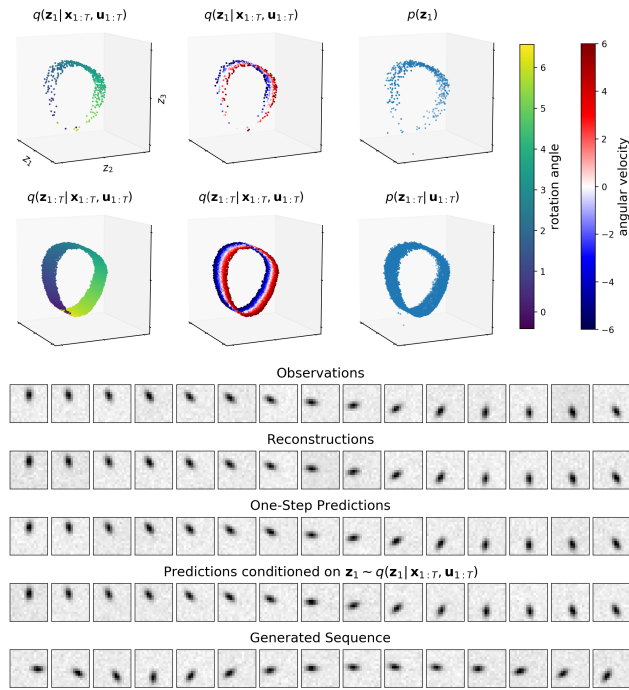 q(z₁|x₁:T, u₁:T)
q(z₁|x₁:T, u₁:T)
p(z₁)
z₁
z₂
z₃
q(z₁:T|x₁:T, u₁:T)
q(z₁:T|x₁:T, u₁:T)
p(z₁:T|u₁:T)
6
5
4
3
2
1
0
rotation angle
6
4
2
0
−2
−4
−6
angular velocity
Observations
Reconstructions
One-Step Predictions
Predictions conditioned on z₁ ~ q(z₁|x₁:T, u₁:T)
Generated Sequence